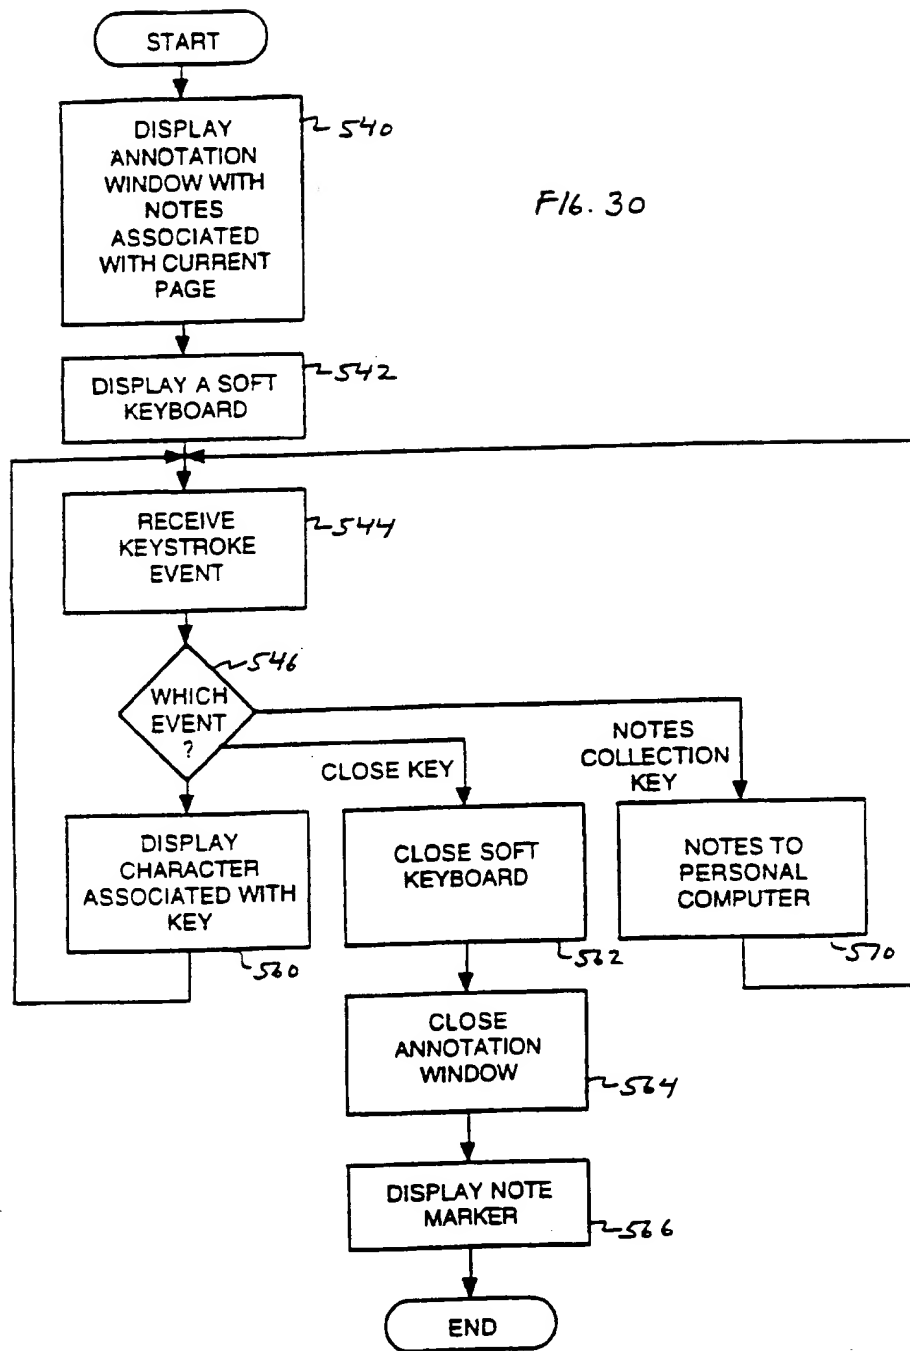 START
DISPLAY
ANNOTATION
WINDOW WITH
NOTES
ASSOCIATED
WITH CURRENT
PAGE
540
FIG. 30
DISPLAY A SOFT
KEYBOARD
542
RECEIVE
KEYSTROKE
EVENT
544
WHICH
EVENT
?
546
CLOSE KEY
NOTES
COLLECTION
KEY
DISPLAY
CHARACTER
ASSOCIATED WITH
KEY
560
CLOSE SOFT
KEYBOARD
562
NOTES TO
PERSONAL
COMPUTER
570
CLOSE
ANNOTATION
WINDOW
564
DISPLAY NOTE
MARKER
566
END